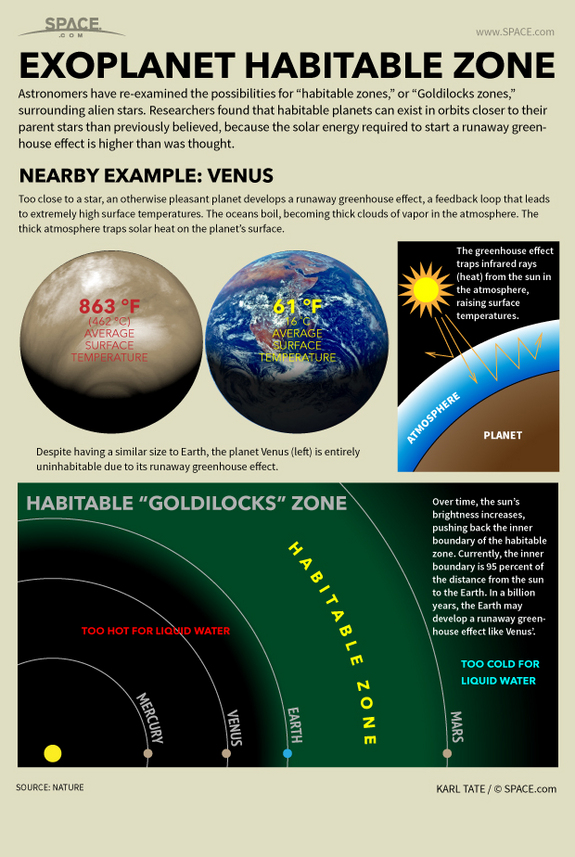 SPACE
.COM
www.SPACE.com
EXOPLANET HABITABLE ZONE
Astronomers have re-examined the possibilities for “habitable zones,” or “Goldilocks zones,”
surrounding alien stars. Researchers found that habitable planets can exist in orbits closer to their
parent stars than previously believed, because the solar energy required to start a runaway green-
house effect is higher than was thought.
NEARBY EXAMPLE: VENUS
Too close to a star, an otherwise pleasant planet develops a runaway greenhouse effect, a feedback loop that leads
to extremely high surface temperatures. The oceans boil, becoming thick clouds of vapor in the atmosphere. The
thick atmosphere traps solar heat on the planet’s surface.
863 °F
(462 °C)
AVERAGE
SURFACE
TEMPERATURE
61 °F
(16 °C)
AVERAGE
SURFACE
TEMPERATURE
The greenhouse effect
traps infrared rays
(heat) from the sun in
the atmosphere,
raising surface
temperatures.
ATMOSPHERE
PLANET
Despite having a similar size to Earth, the planet Venus (left) is entirely
uninhabitable due to its runaway greenhouse effect.
HABITABLE “GOLDILOCKS” ZONE
Over time, the sun’s
brightness increases,
pushing back the inner
boundary of the habitable
zone. Currently, the inner
boundary is 95 percent of
the distance from the sun
to the Earth. In a billion
years, the Earth may
develop a runaway green-
house effect like Venus’.
HABITABLE ZONE
TOO HOT FOR LIQUID WATER
TOO COLD FOR
LIQUID WATER
MERCURY
VENUS
EARTH
MARS
SOURCE: NATURE
KARL TATE / © SPACE.com